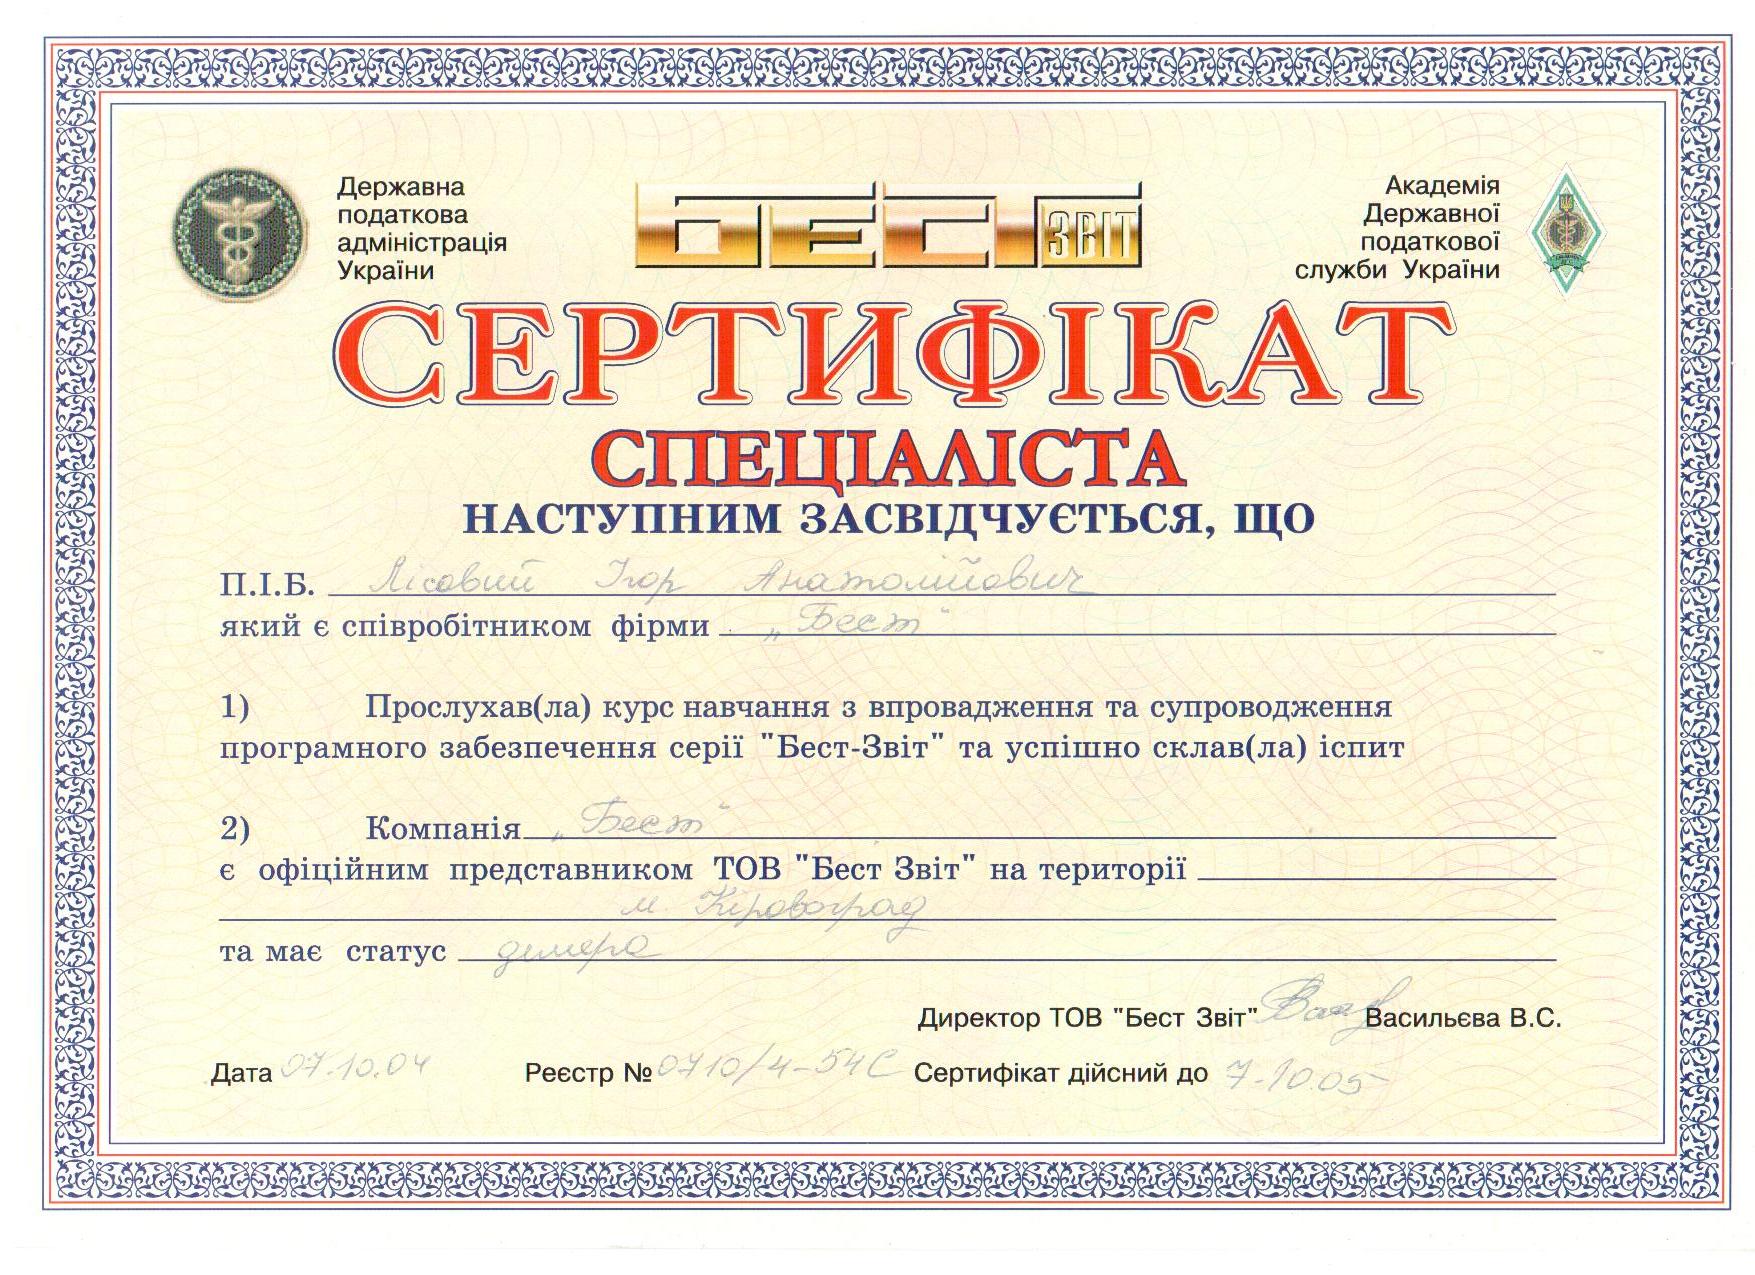 Державна
податкова
адміністрація
України
БЕСТ ЗВІТ
Академія
Державної
податкової
служби України
СЕРТИФІКАТ
СПЕЦІАЛІСТА
НАСТУПНИМ ЗАСВІДЧУЄТЬСЯ, ЩО
П.І.Б. Лісовий Ігор Анатолійович
який є співробітником фірми „Бест"
1) Прослухав(ла) курс навчання з впровадження та супроводження
програмного забезпечення серії "Бест-Звіт" та успішно склав(ла) іспит
2) Компанія „Бест"
є офіційним представником ТОВ "Бест Звіт" на території
м. Кіровоград
та має статус дилера
Директор ТОВ "Бест Звіт" Васильєва В.С.
Дата 07.10.04 Реєстр № 0710/4-54С Сертифікат дійсний до 7.10.05